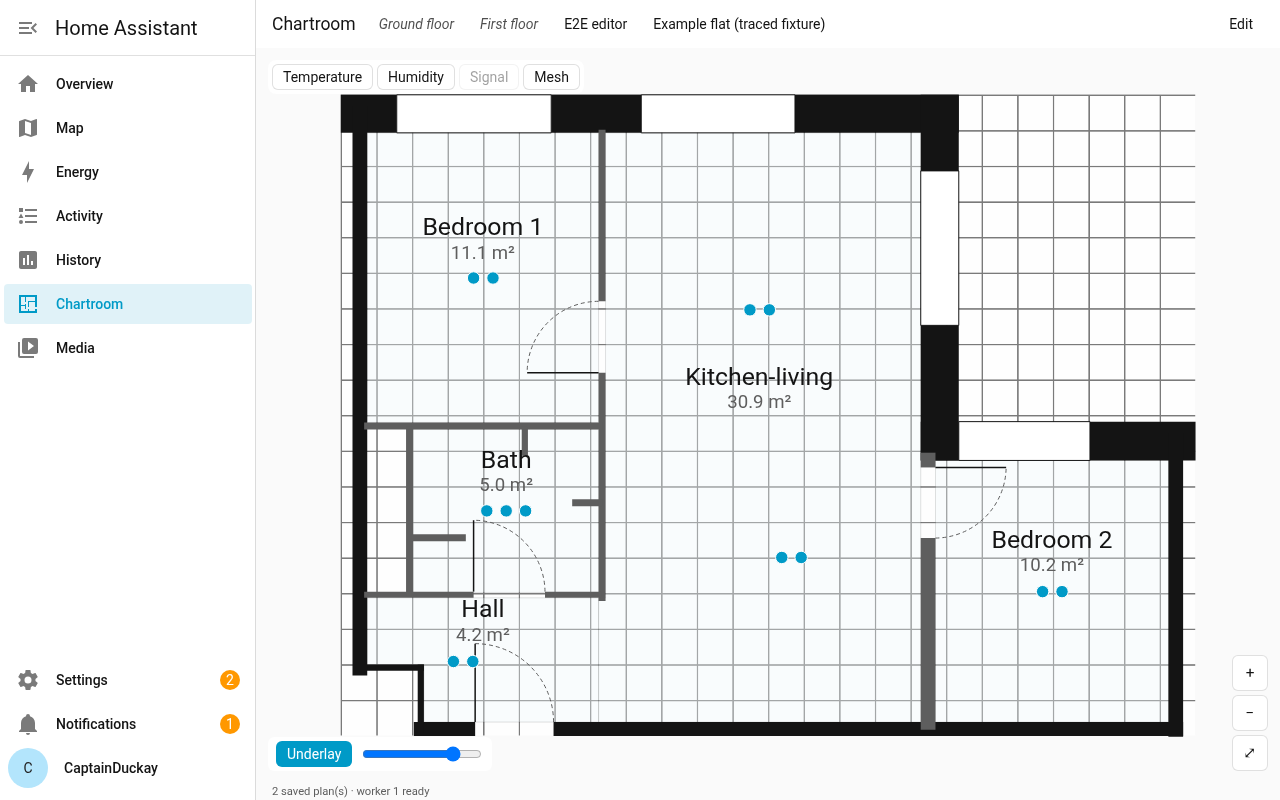 Home Assistant
Chartroom Ground floor First floor E2E editor Example flat (traced fixture) Edit
Temperature Humidity Signal Mesh
Overview
Map
Energy
Activity
History
Chartroom
Media
Bedroom 1
11.1 m²
Kitchen-living
30.9 m²
Bath
5.0 m²
Bedroom 2
10.2 m²
Hall
4.2 m²
Settings 2
Notifications 1
C CaptainDuckay
+
−
⤢
Underlay
2 saved plan(s) · worker 1 ready